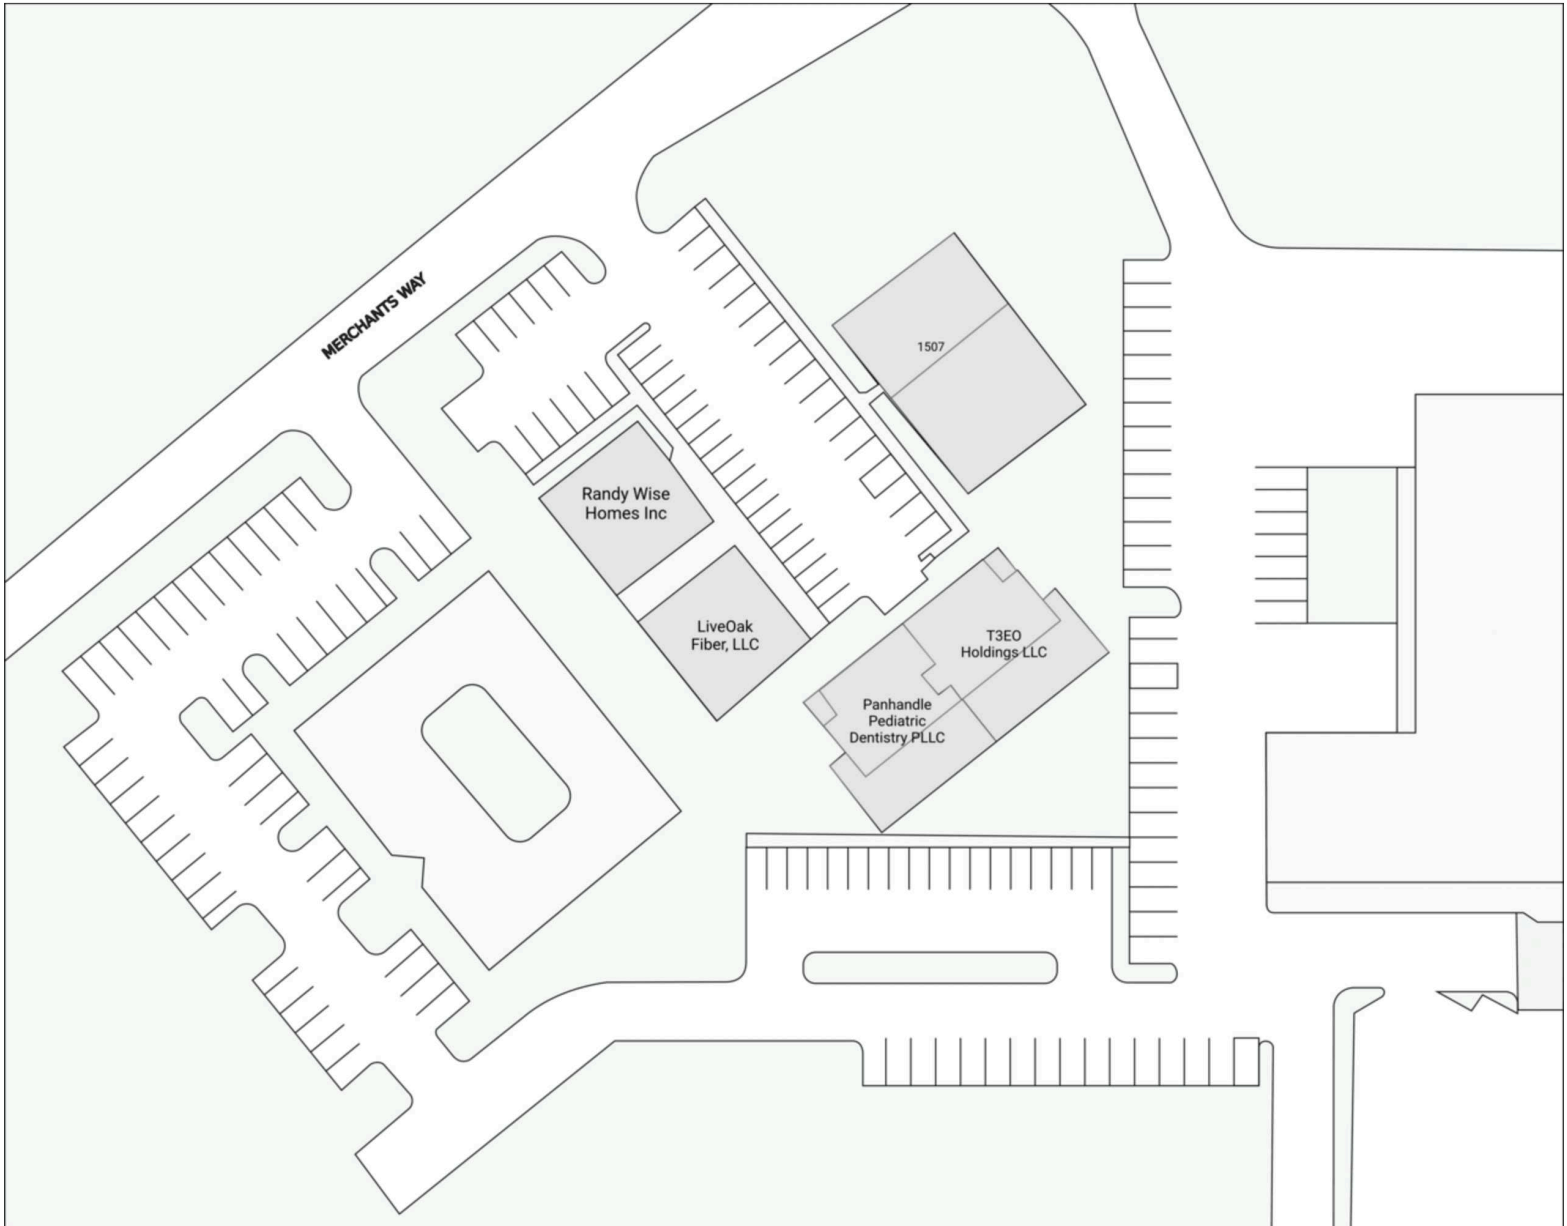 MERCHANTS WAY
1507
Randy Wise
Homes Inc
LiveOak
Fiber, LLC
T3EO
Holdings LLC
Panhandle
Pediatric
Dentistry PLLC